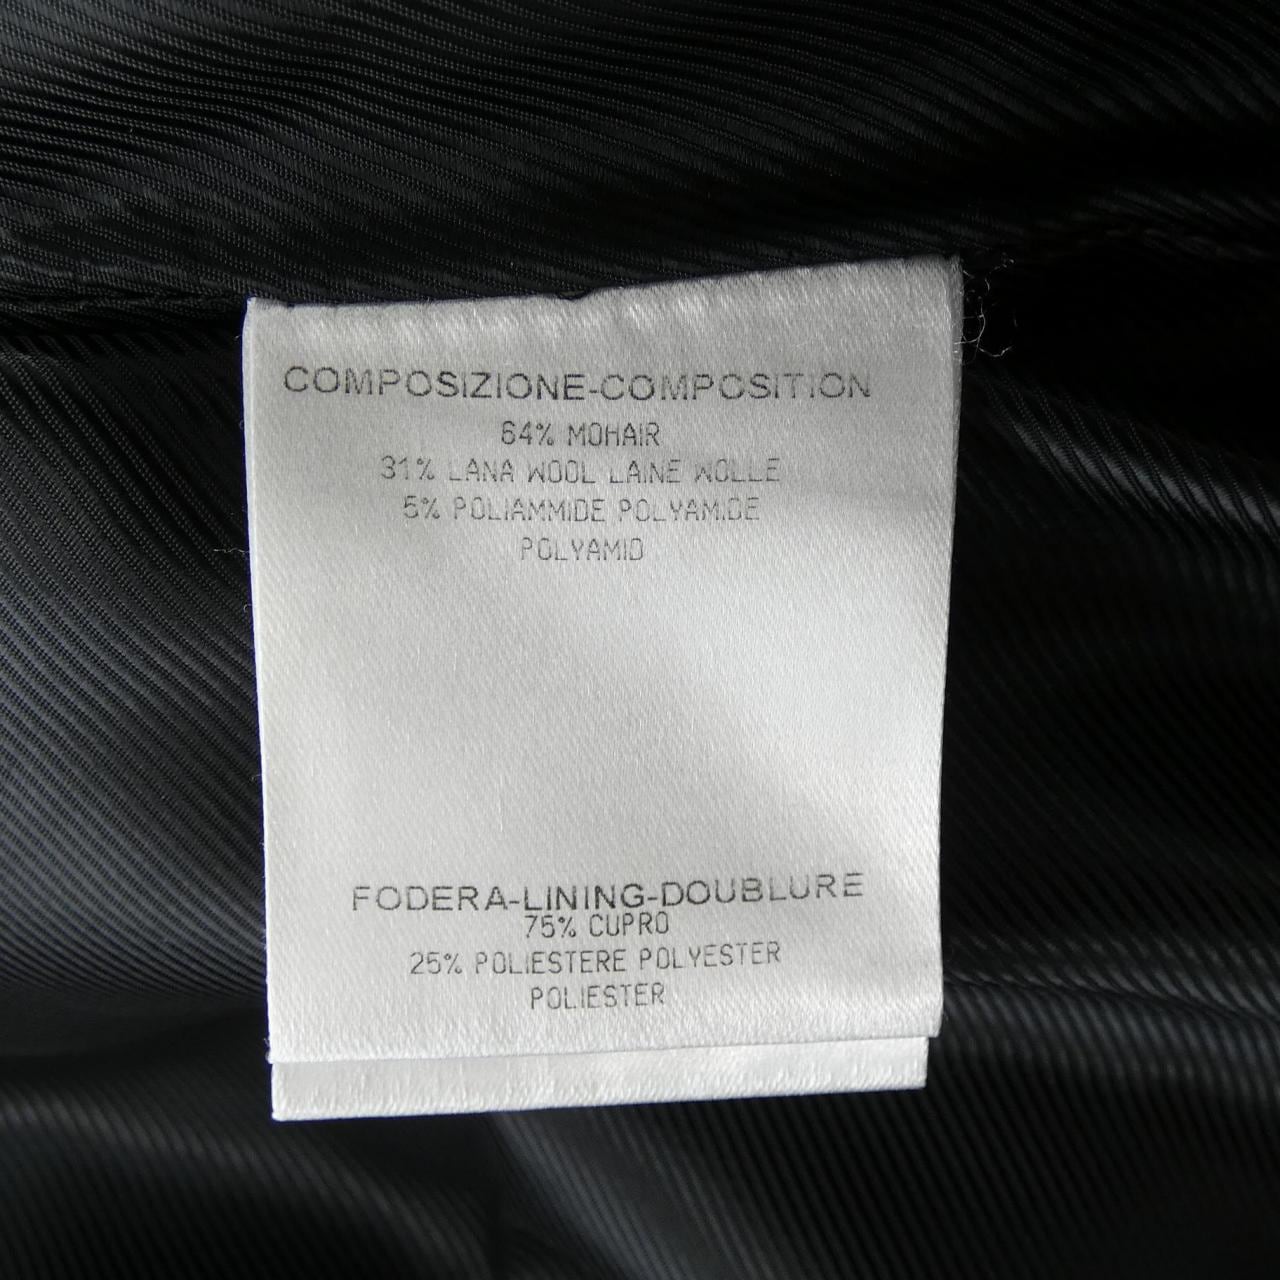 COMPOSIZIONE-COMPOSITION
64% MOHAIR
31% LANA WOOL LAINE WOLLE
5% POLIAMMIDE POLYAMIDE
POLYAMID
FODERA-LINING-DOUBLURE
75% CUPRO
25% POLIESTERE POLYESTER
POLIESTER